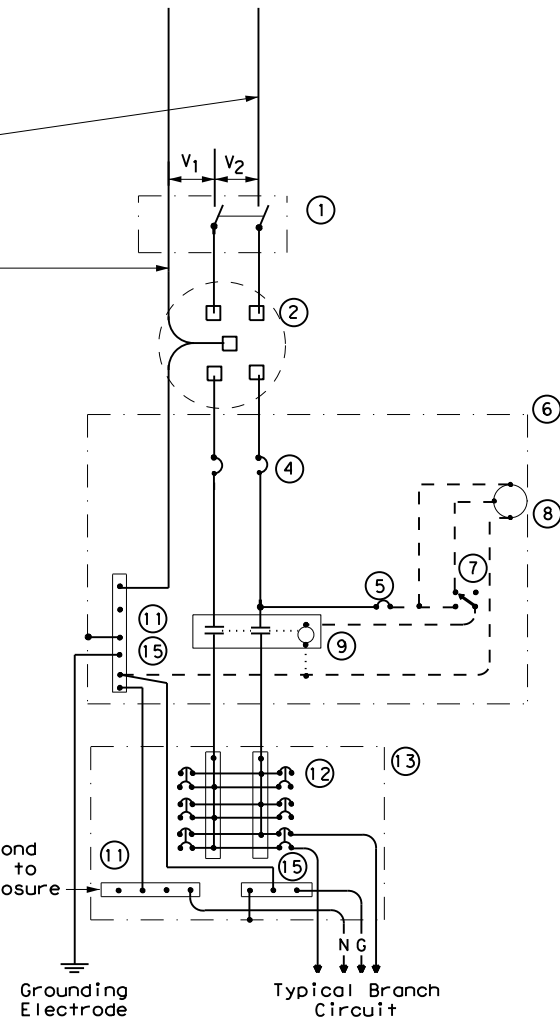 V1 V2
1
2
6
4
8
7
5
11
15
9
13
12
11
15
ond
to
osure
N G
Grounding
Electrode
Typical Branch
Circuit